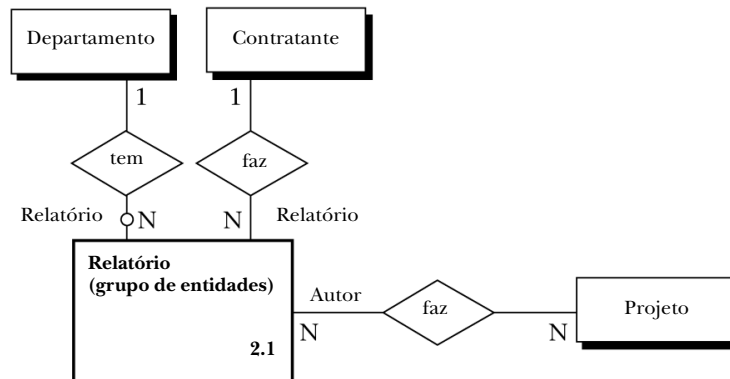 Departamento
Contratante
1
1
tem
faz
Relatório
N
N
Relatório
Relatório
(grupo de entidades)
2.1
Autor
N
faz
N
Projeto